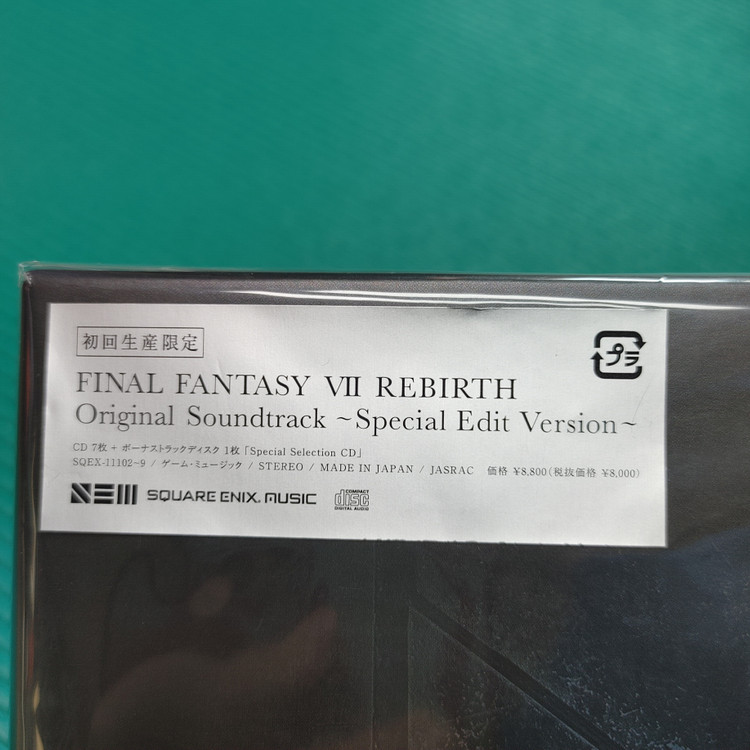 初回生産限定
プラ
FINAL FANTASY VII REBIRTH
Original Soundtrack ~Special Edit Version~
CD 7枚 + ボーナストラックディスク 1枚「Special Selection CD」
SQEX-11102~9 / ゲーム・ミュージック / STEREO / MADE IN JAPAN / JASRAC 価格 ¥8,800(税抜価格 ¥8,000)
SEM SQUARE ENIX. MUSIC COMPACT disc DIGITAL AUDIO